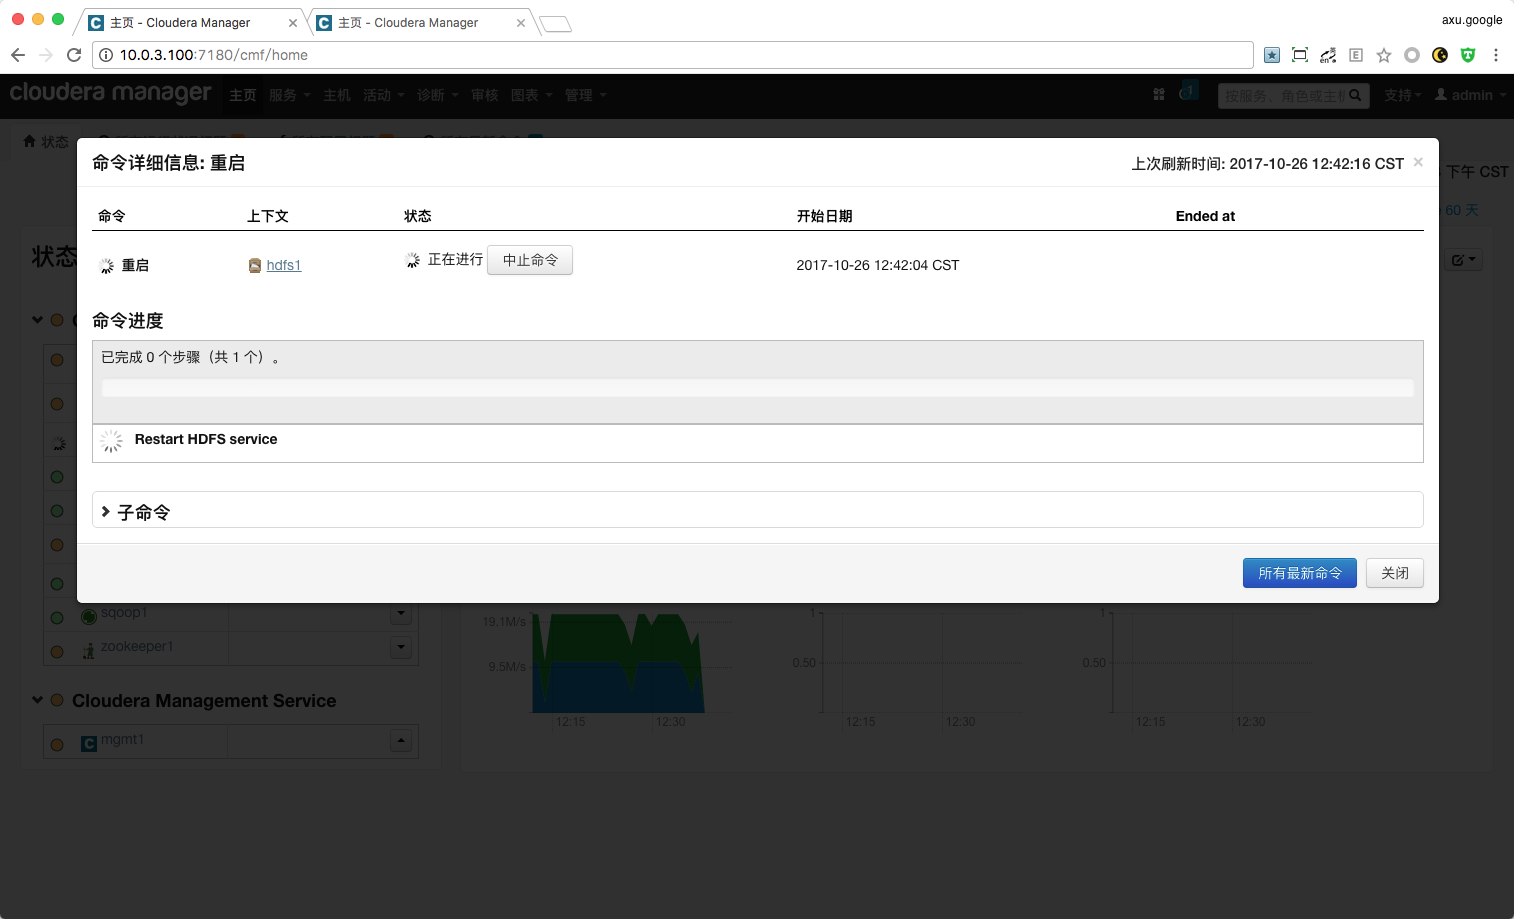 主页 - Cloudera Manager
主页 - Cloudera Manager
axu.google
10.0.3.100:7180/cmf/home
cloudera manager 主页 服务 主机 活动 诊断 审核 图表 管理 1 按服务、角色或主机 支持 admin
状态
命令详细信息: 重启
上次刷新时间: 2017-10-26 12:42:16 CST
下午 CST
60 天
状态
命令 上下文 状态 开始日期 Ended at
重启 hdfs1 正在进行 中止命令 2017-10-26 12:42:04 CST
命令进度
已完成 0 个步骤（共 1 个）。
Restart HDFS service
子命令
所有最新命令 关闭
sqoop1
zookeeper1
Cloudera Management Service
mgmt1
19.1M/s
9.5M/s
12:15 12:30
1
0.50
12:15 12:30
1
0.50
12:15 12:30